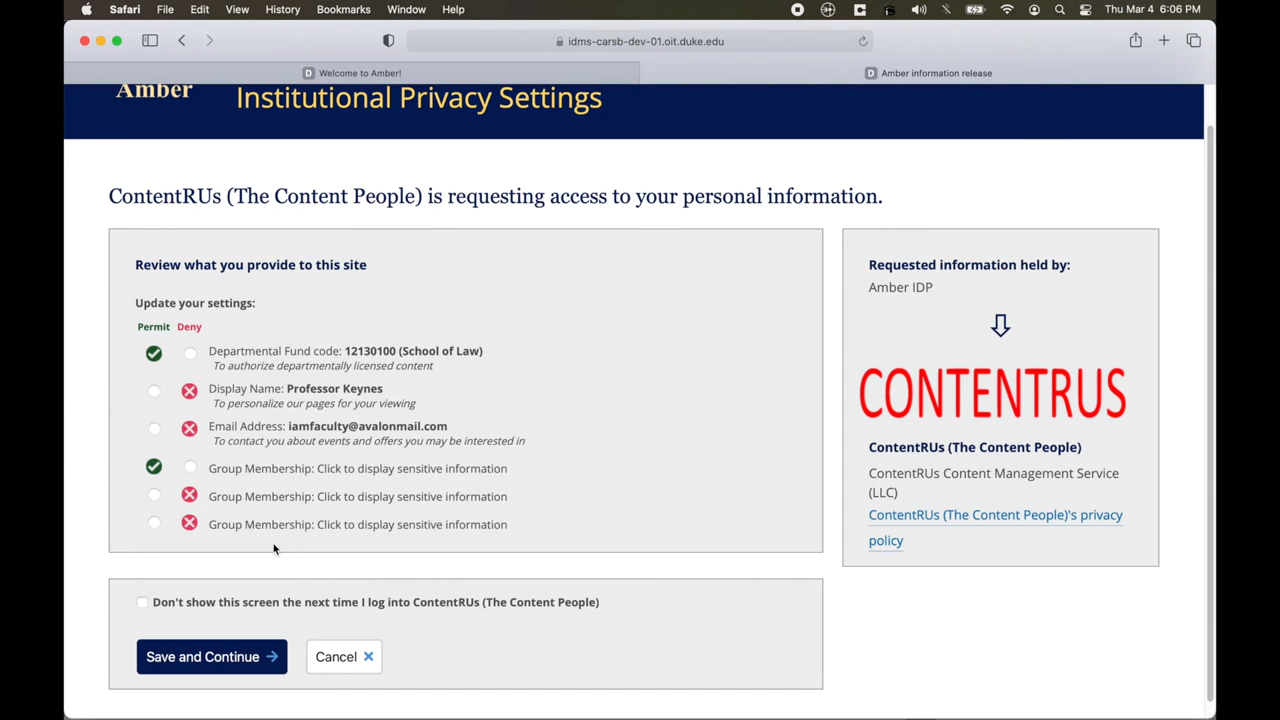 Safari File Edit View History Bookmarks Window Help Thu Mar 4 6:06 PM
idms-carsb-dev-01.oit.duke.edu
D Welcome to Amber! D Amber information release
Amber
Institutional Privacy Settings
ContentRUs (The Content People) is requesting access to your personal information.
Review what you provide to this site
Update your settings:
Permit Deny
Departmental Fund code: 12130100 (School of Law)
To authorize departmentally licensed content
Display Name: Professor Keynes
To personalize our pages for your viewing
Email Address: iamfaculty@avalonmail.com
To contact you about events and offers you may be interested in
Group Membership: Click to display sensitive information
Group Membership: Click to display sensitive information
Group Membership: Click to display sensitive information
Don't show this screen the next time I log into ContentRUs (The Content People)
Save and Continue
Cancel
Requested information held by:
Amber IDP
CONTENTRUS
ContentRUs (The Content People)
ContentRUs Content Management Service
(LLC)
ContentRUs (The Content People)'s privacy
policy